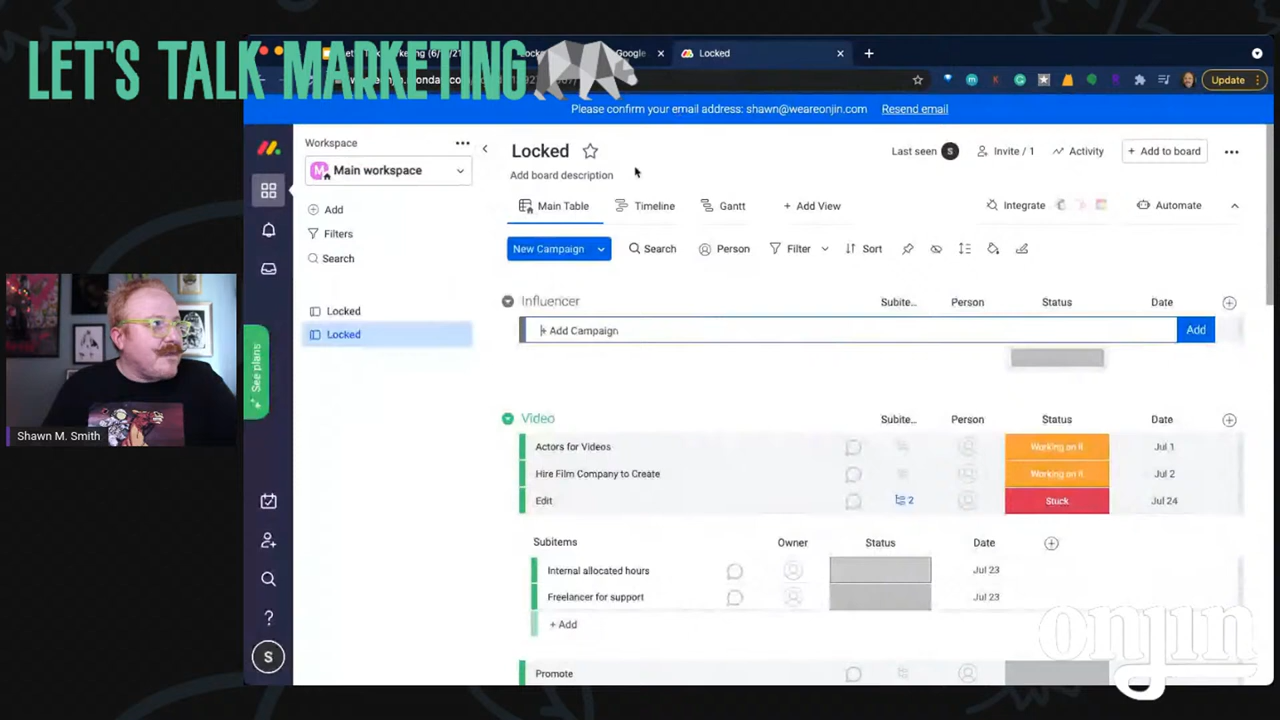 LET'S TALK MARKETING
Google
Locked
Update
Please confirm your email address: shawn@weareonjin.com Resend email
Workspace
M Main workspace
Add
Filters
Search
Locked
Locked
See plans
S
Locked
Add board description
Last seen S
Invite / 1
Activity
+ Add to board
Main Table
Timeline
Gantt
+ Add View
Integrate
Automate
New Campaign
Search
Person
Filter
Sort
Influencer Subite... Person Status Date
+ Add Campaign Add
Video Subite... Person Status Date
Actors for Videos Working on it Jul 1
Hire Film Company to Create Working on it Jul 2
Edit 2 Stuck Jul 24
Subitems Owner Status Date
Internal allocated hours Jul 23
Freelancer for support Jul 23
+ Add
Promote
Shawn M. Smith
onjin